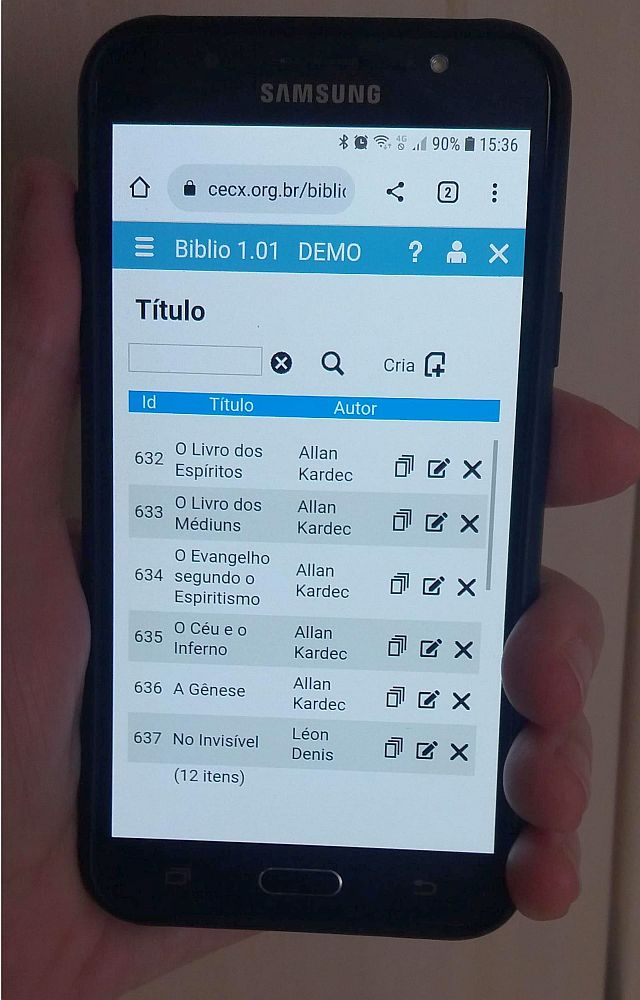 SAMSUNG
4G 90% 15:36
cecx.org.br/biblio 2
Biblio 1.01 DEMO ?
Título
Cria
Id Título Autor
632 O Livro dos Espíritos Allan Kardec
633 O Livro dos Médiuns Allan Kardec
634 O Evangelho segundo o Espiritismo Allan Kardec
635 O Céu e o Inferno Allan Kardec
636 A Gênese Allan Kardec
637 No Invisível Léon Denis
(12 itens)